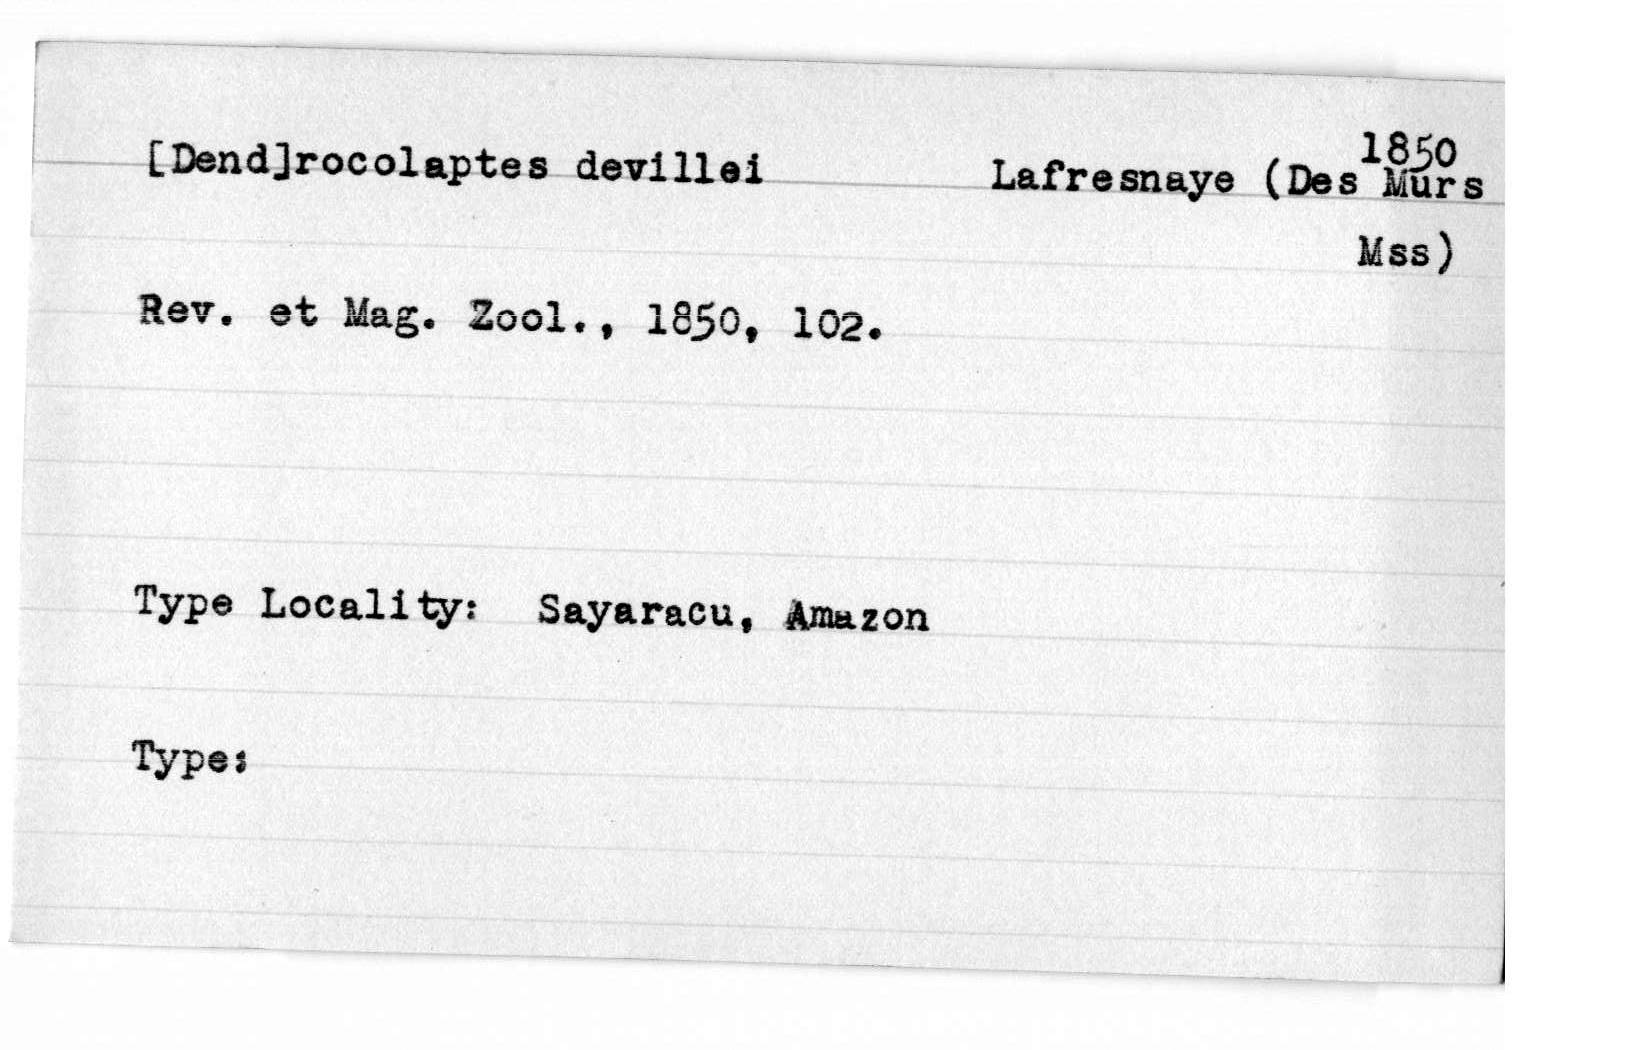 1850
[Dend]rocolaptes devillei Lafresnaye (Des Murs
Mss)
Rev. et Mag. Zool., 1850, 102.
Type Locality: Sayaracu, Amazon
Type: